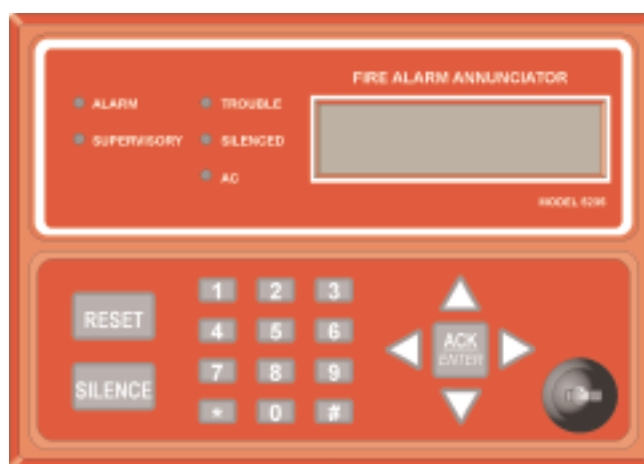 FIRE ALARM ANNUNCIATOR
ALARM
TROUBLE
SUPERVISORY
SILENCED
AC
MODEL
RESET
SILENCE
1 2 3
4 5 6
7 8 9
* 0 #
ACK
ENTER